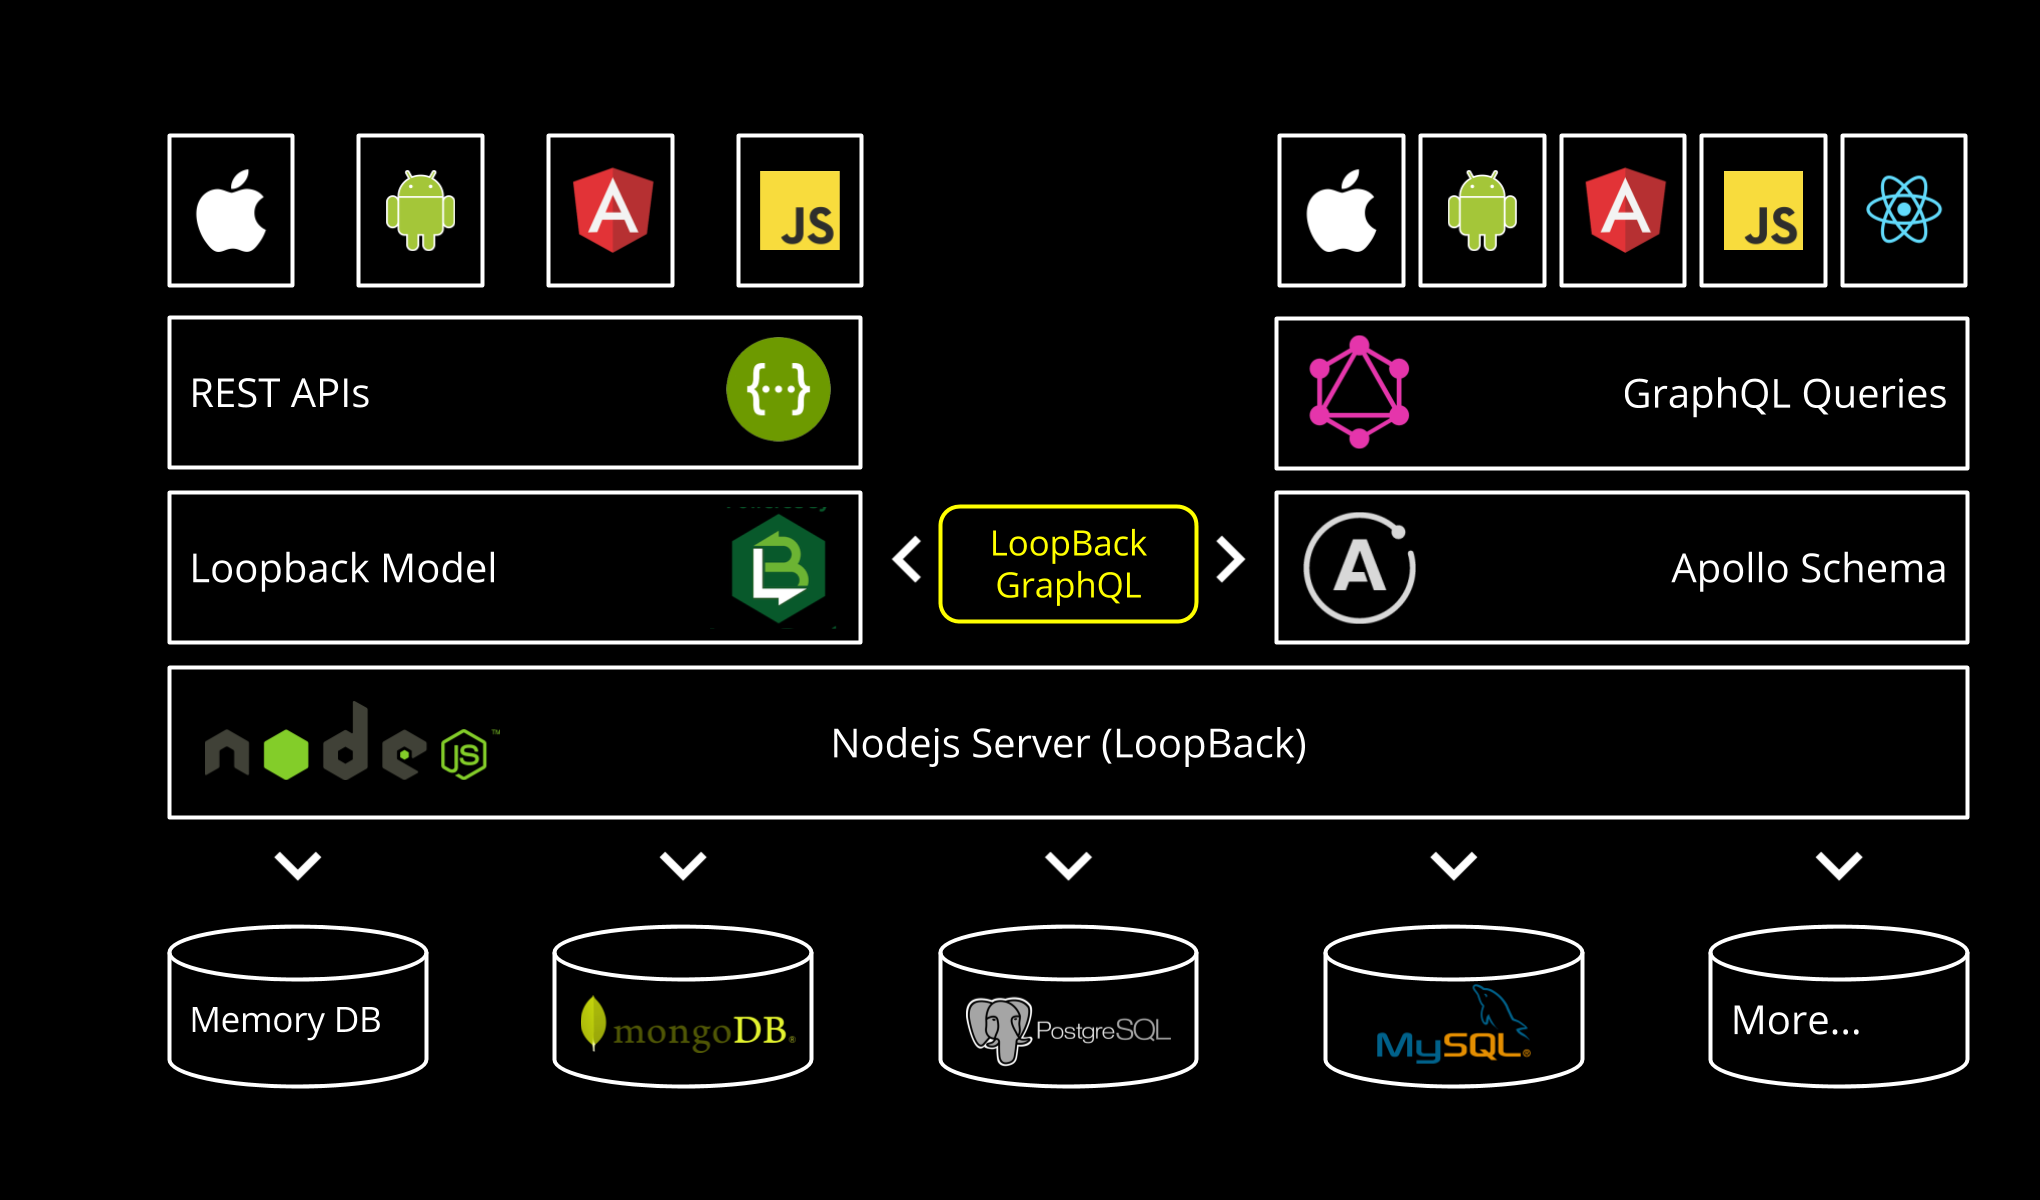 JS
JS
REST APIs
{...}
GraphQL Queries
Loopback Model
LoopBack
GraphQL
Apollo Schema
node JS™
Nodejs Server (LoopBack)
Memory DB
mongoDB®
PostgreSQL
MySQL®
More...